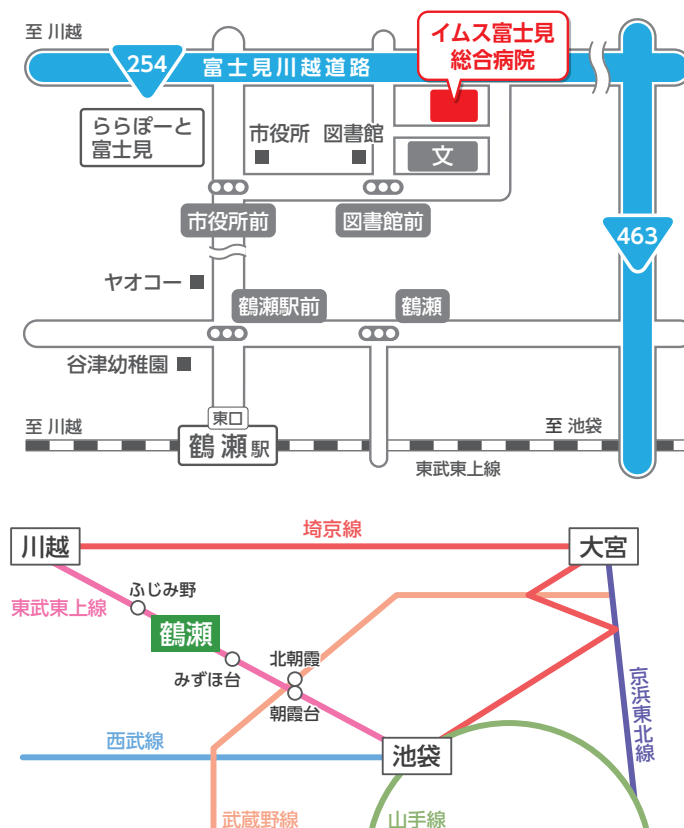 至 川越
254
富士見川越道路
イムス富士見
総合病院
ららぽーと
富士見
市役所
図書館
文
市役所前
図書館前
463
ヤオコー
鶴瀬駅前
鶴瀬
谷津幼稚園
東口
至 川越
鶴瀬駅
至 池袋
東武東上線
埼京線
川越
大宮
ふじみ野
東武東上線
鶴瀬
北朝霞
みずほ台
朝霞台
京浜東北線
西武線
池袋
武蔵野線
山手線